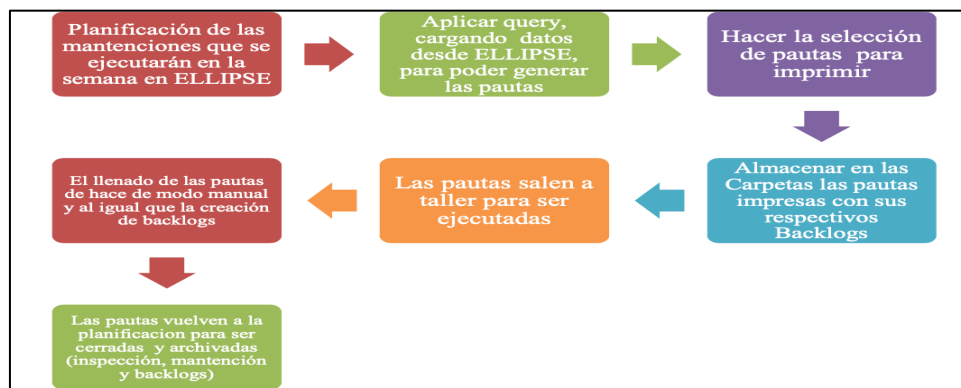 Planificación de las
mantenciones que se
ejecutarán en la
semana en ELLIPSE
Aplicar query,
cargando datos
desde ELLIPSE,
para poder generar
las pautas
Hacer la selección
de pautas para
imprimir
Almacenar en las
Carpetas las pautas
impresas con sus
respectivos
Backlogs
Las pautas salen a
taller para ser
ejecutadas
El llenado de las pautas
de hace de modo manual
y al igual que la creación
de backlogs
Las pautas vuelven a la
planificacion para ser
cerradas y archivadas
(inspección, mantención
y backlogs)